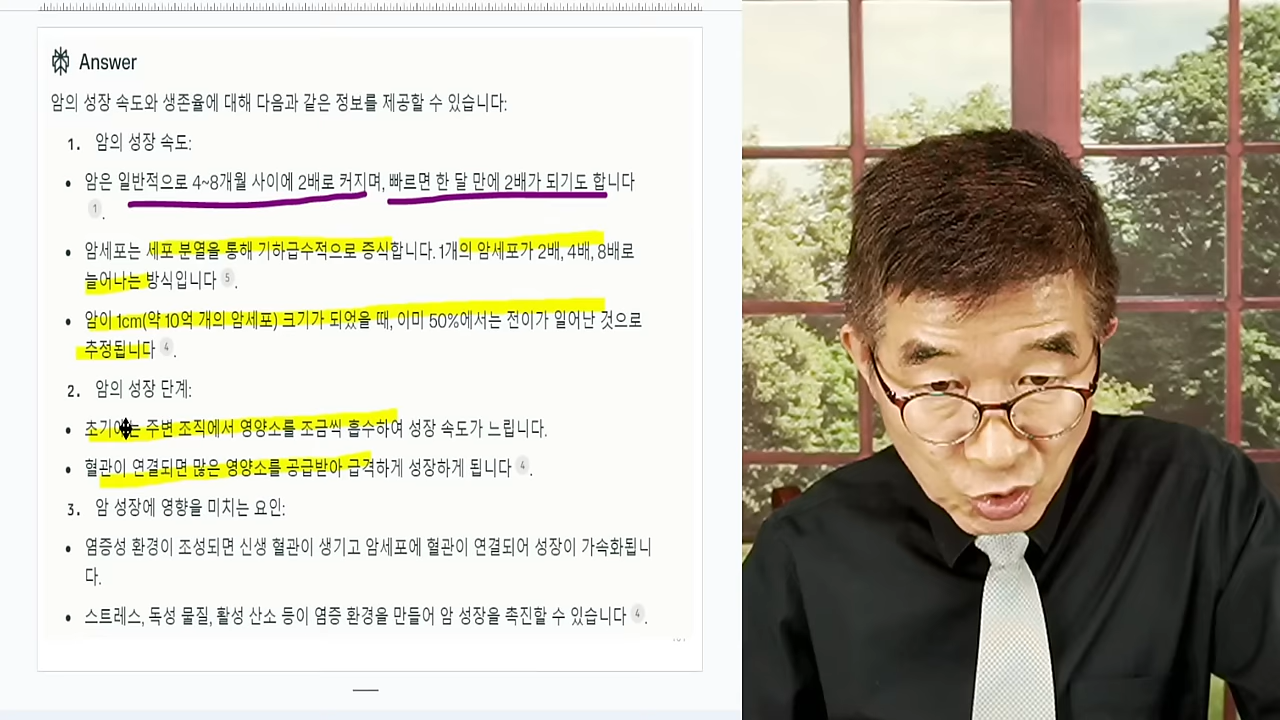 Answer
암의 성장 속도와 생존율에 대해 다음과 같은 정보를 제공할 수 있습니다:
1. 암의 성장 속도:
• 암은 일반적으로 4~8개월 사이에 2배로 커지며, 빠르면 한 달 만에 2배가 되기도 합니다
1.
• 암세포는 세포 분열을 통해 기하급수적으로 증식합니다. 1개의 암세포가 2배, 4배, 8배로
늘어나는 방식입니다 5.
• 암이 1cm(약 10억 개의 암세포) 크기가 되었을 때, 이미 50%에서는 전이가 일어난 것으로
추정됩니다 4.
2. 암의 성장 단계:
• 초기에는 주변 조직에서 영양소를 조금씩 흡수하여 성장 속도가 느립니다.
• 혈관이 연결되면 많은 영양소를 공급받아 급격하게 성장하게 됩니다 4.
3. 암 성장에 영향을 미치는 요인:
• 염증성 환경이 조성되면 신생 혈관이 생기고 암세포에 혈관이 연결되어 성장이 가속화됩니
다.
• 스트레스, 독성 물질, 활성 산소 등이 염증 환경을 만들어 암 성장을 촉진할 수 있습니다 4.